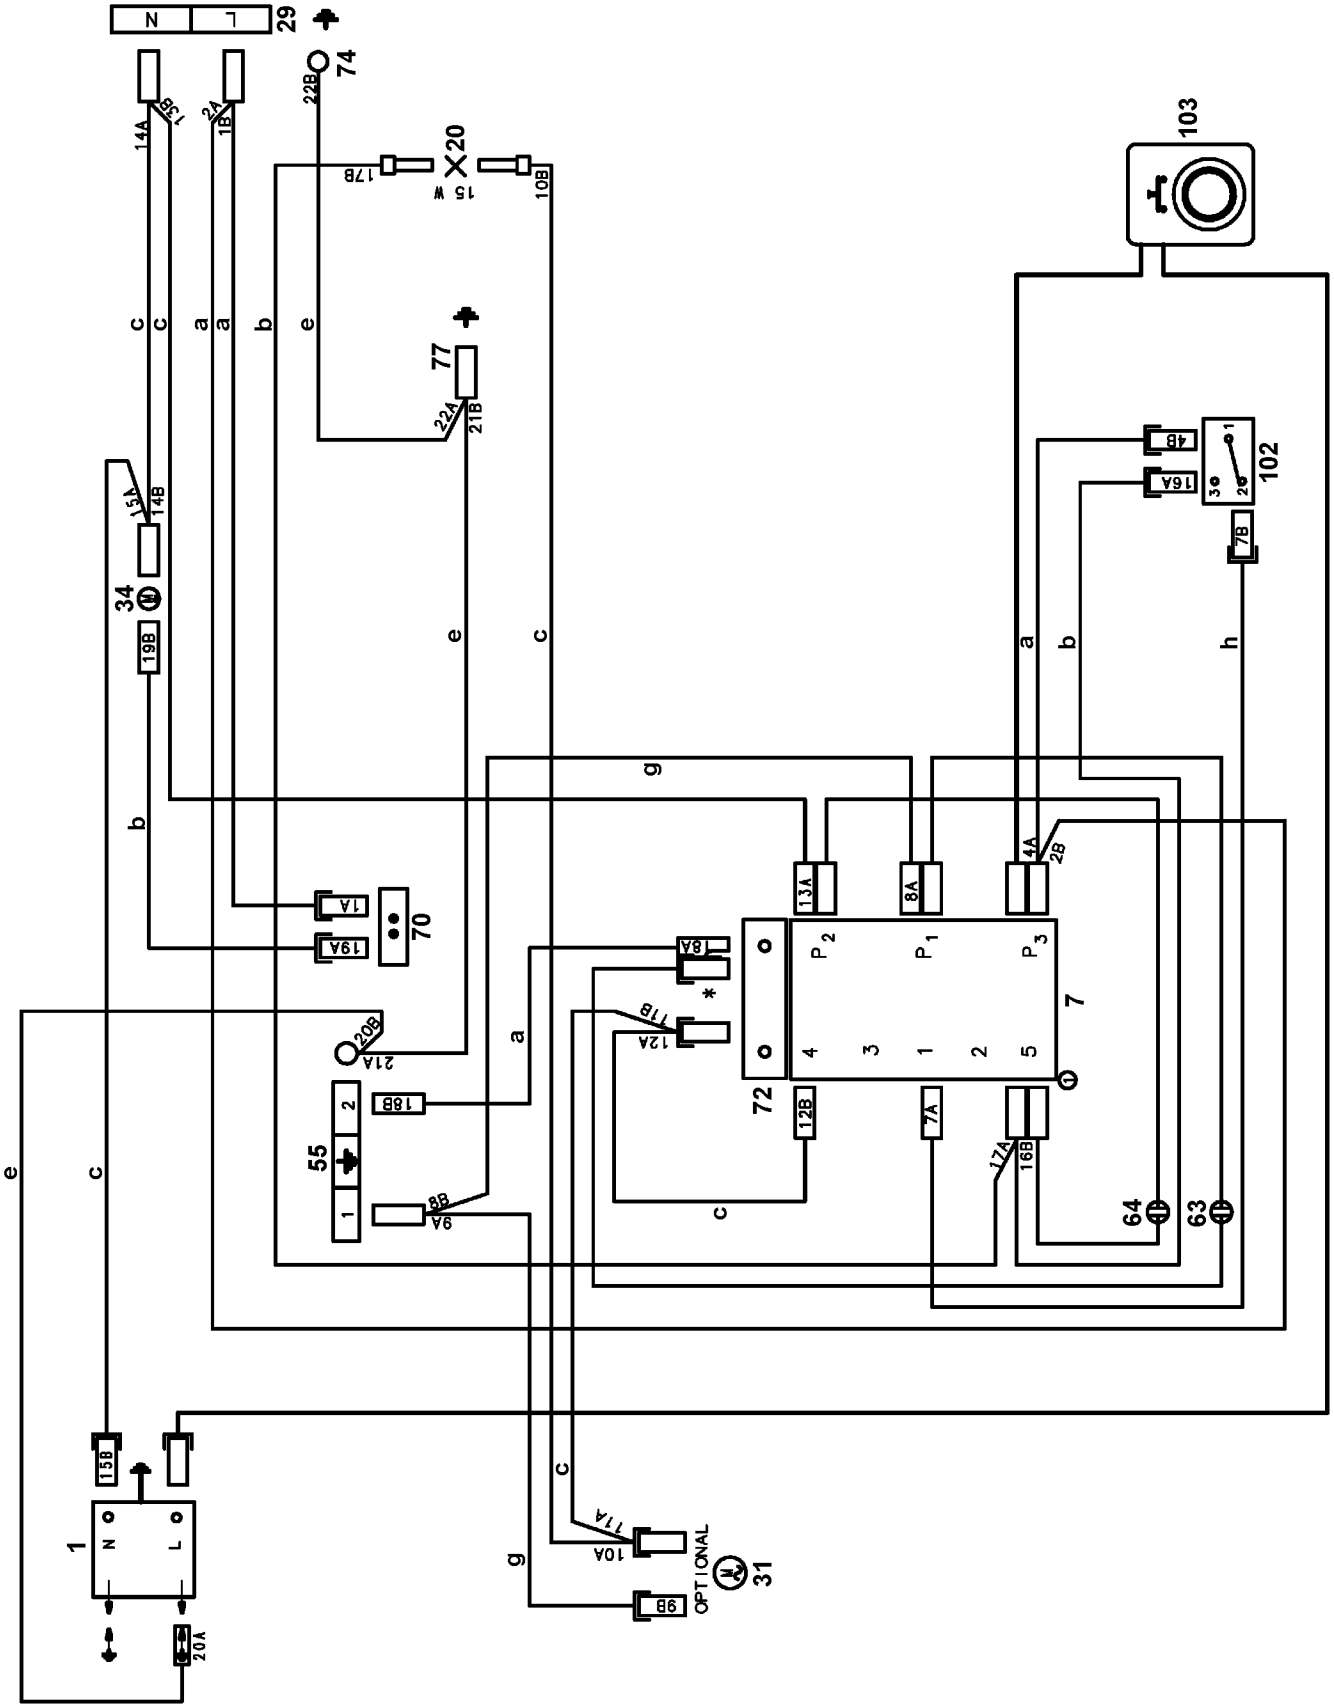 N
L
29
74
22B
14A
13B
2A
1B
103
20
17B
15 W
10B
c
c
a
a
b
e
77
22A
21B
15A
14B
4B
16A
1
3
2
102
7B
34
M
19B
e
c
a
b
h
g
b
4A
2B
1A
19A
70
13A
8A
18A
*
P2
P1
P3
7
20B
21A
11B
12A
a
4
3
1
2
5
1
72
2
18B
55
1
12B
7A
17A
16B
8B
9A
e
c
c
64
63
15B
c
1
N
L
20A
11A
10A
g
9B
OPTIONAL
M
31